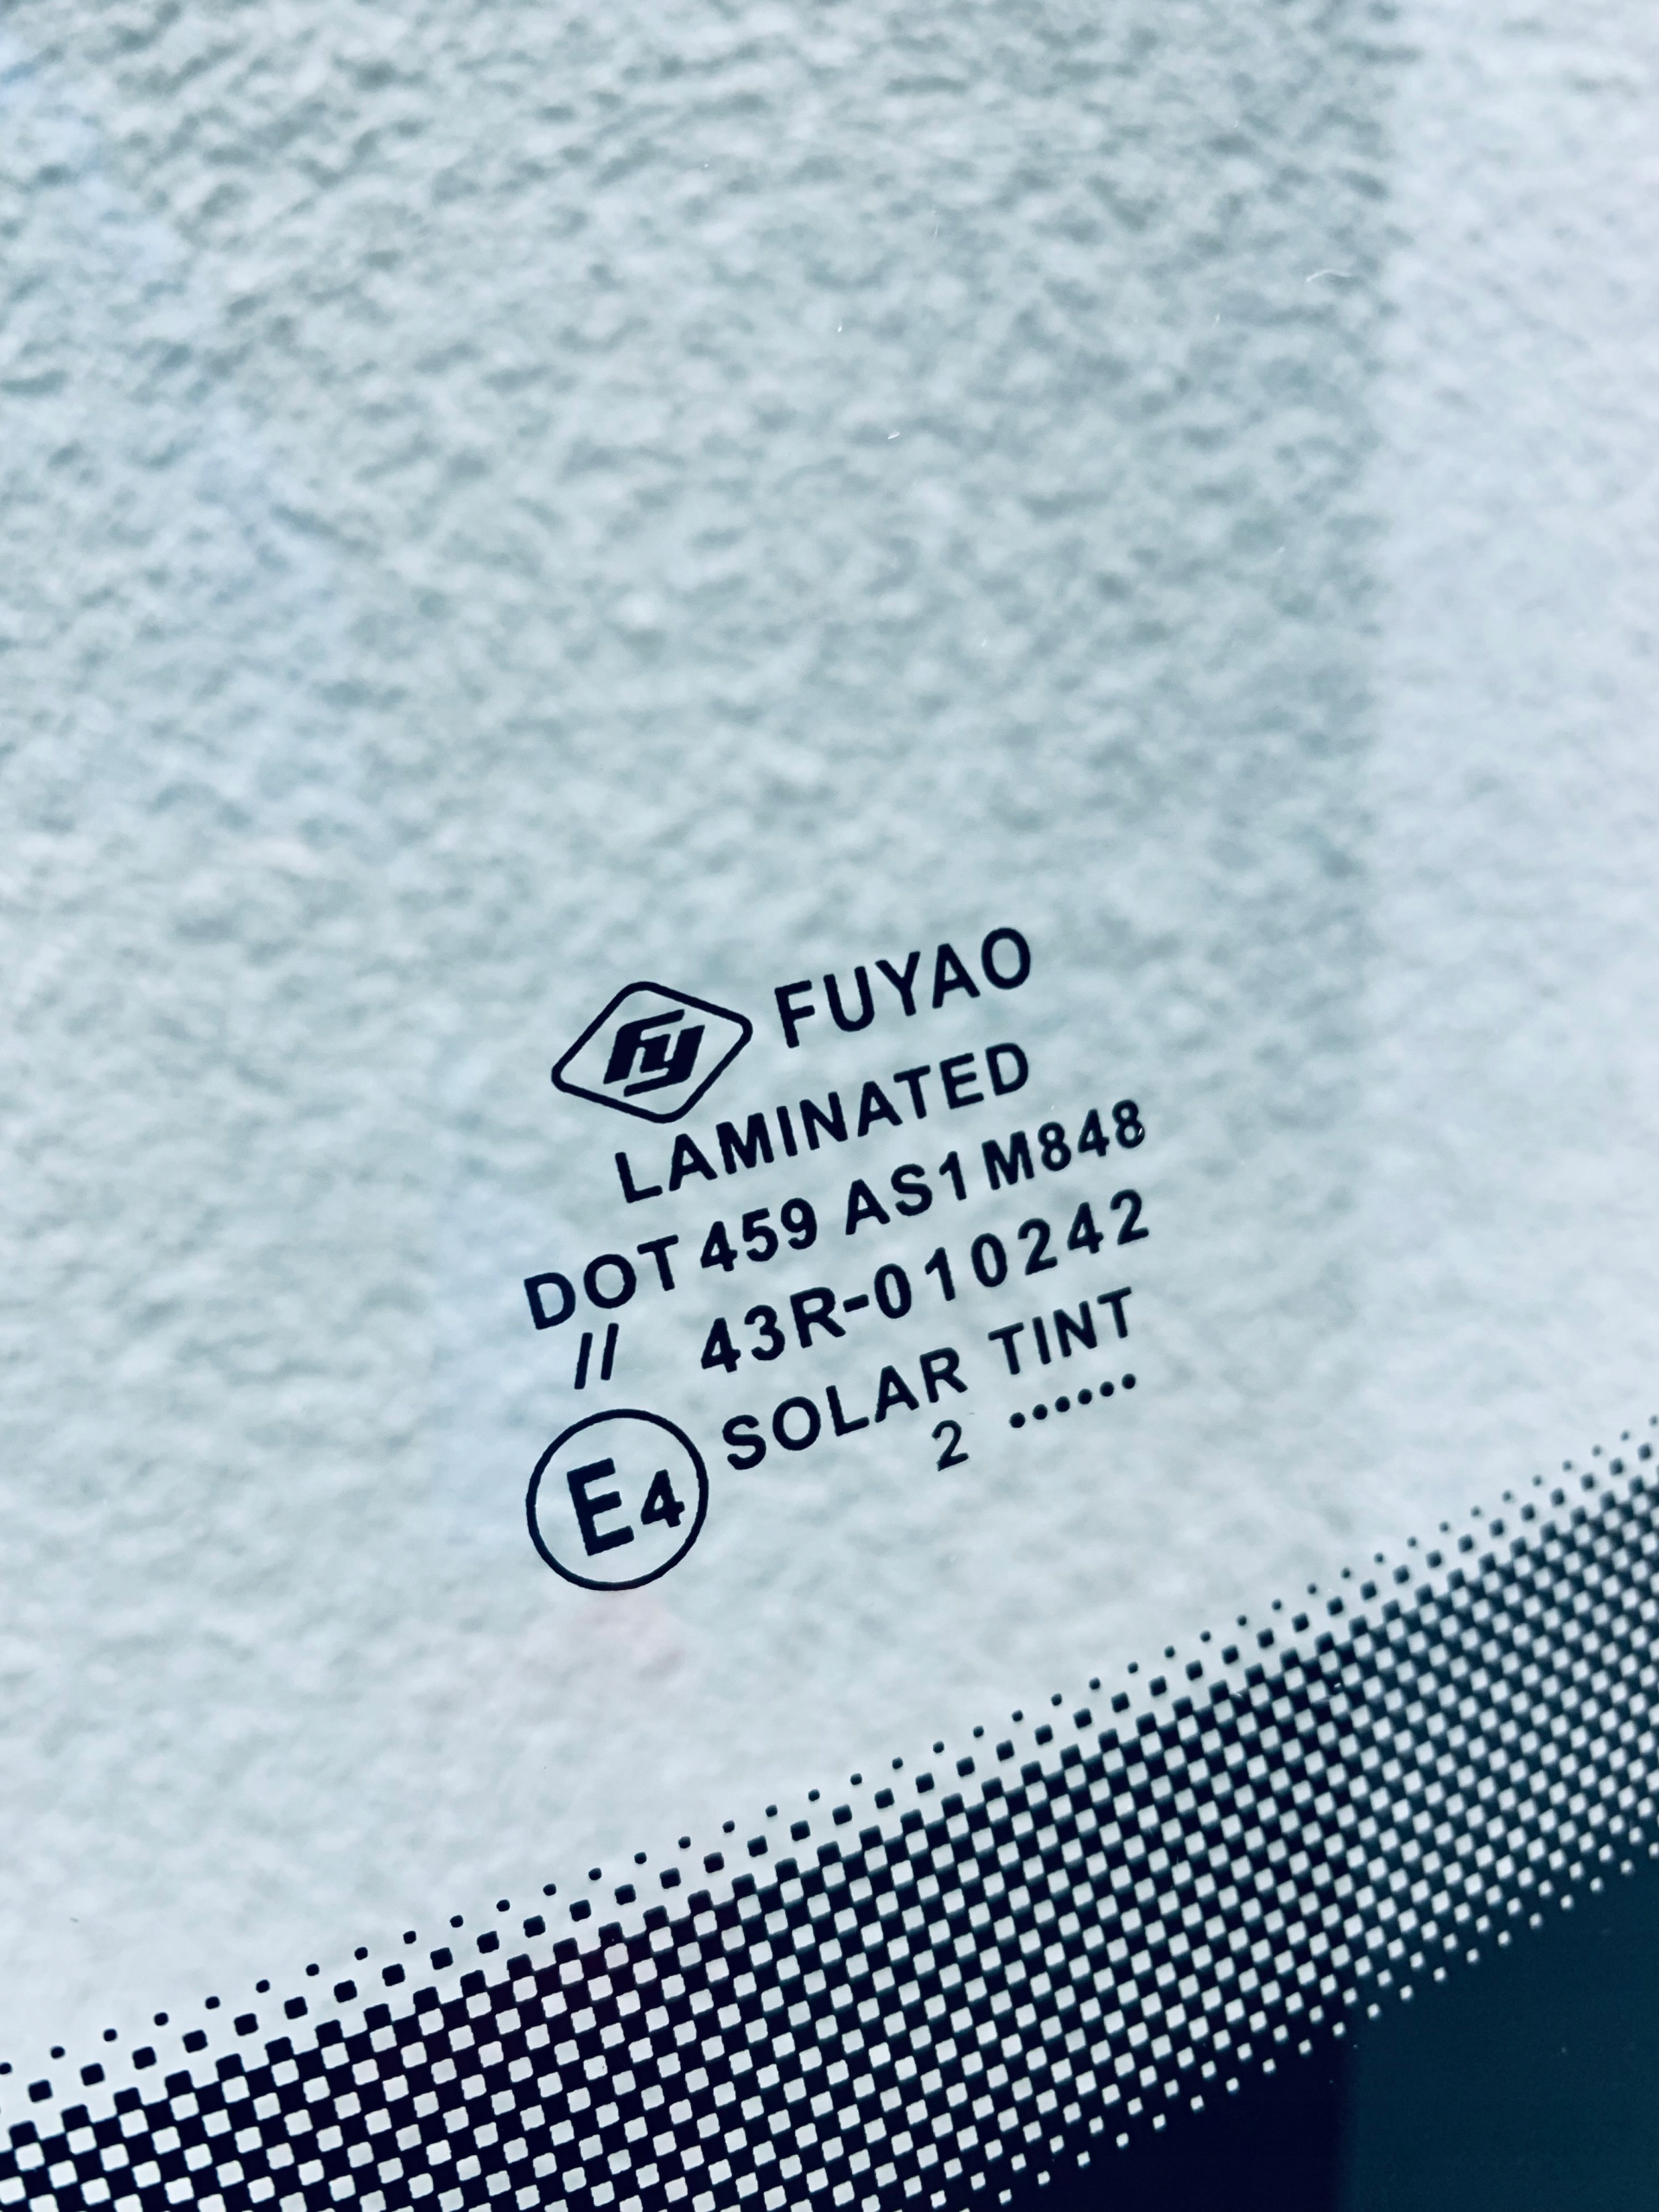 fy FUYAO
LAMINATED
DOT 459 AS1 M848
// 43R-010242
E4 SOLAR TINT
2 ••••••